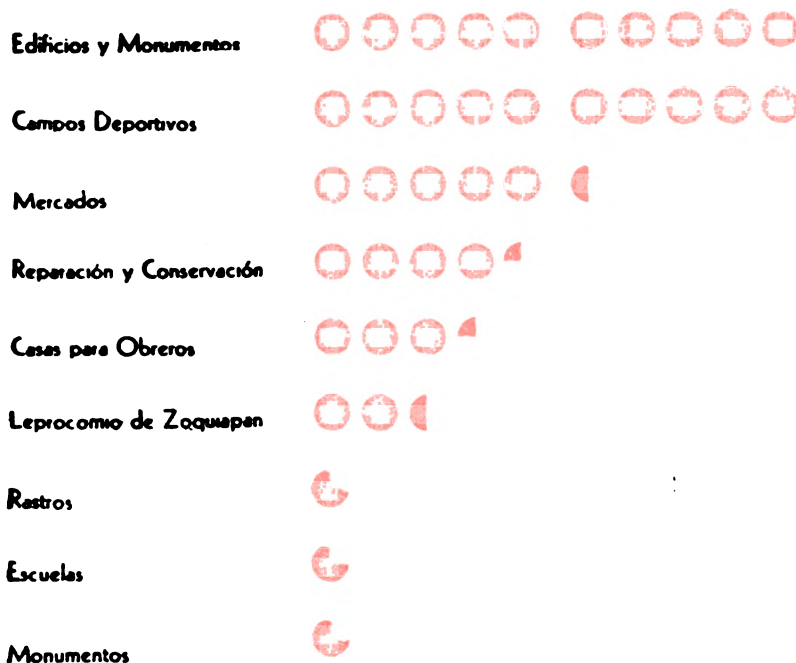 Edificios y Monumentos
Campos Deportivos
Mercados
Reparación y Conservación
Casas para Obreros
Leprocomio de Zoquiapan
Rastros
Escuelas
Monumentos